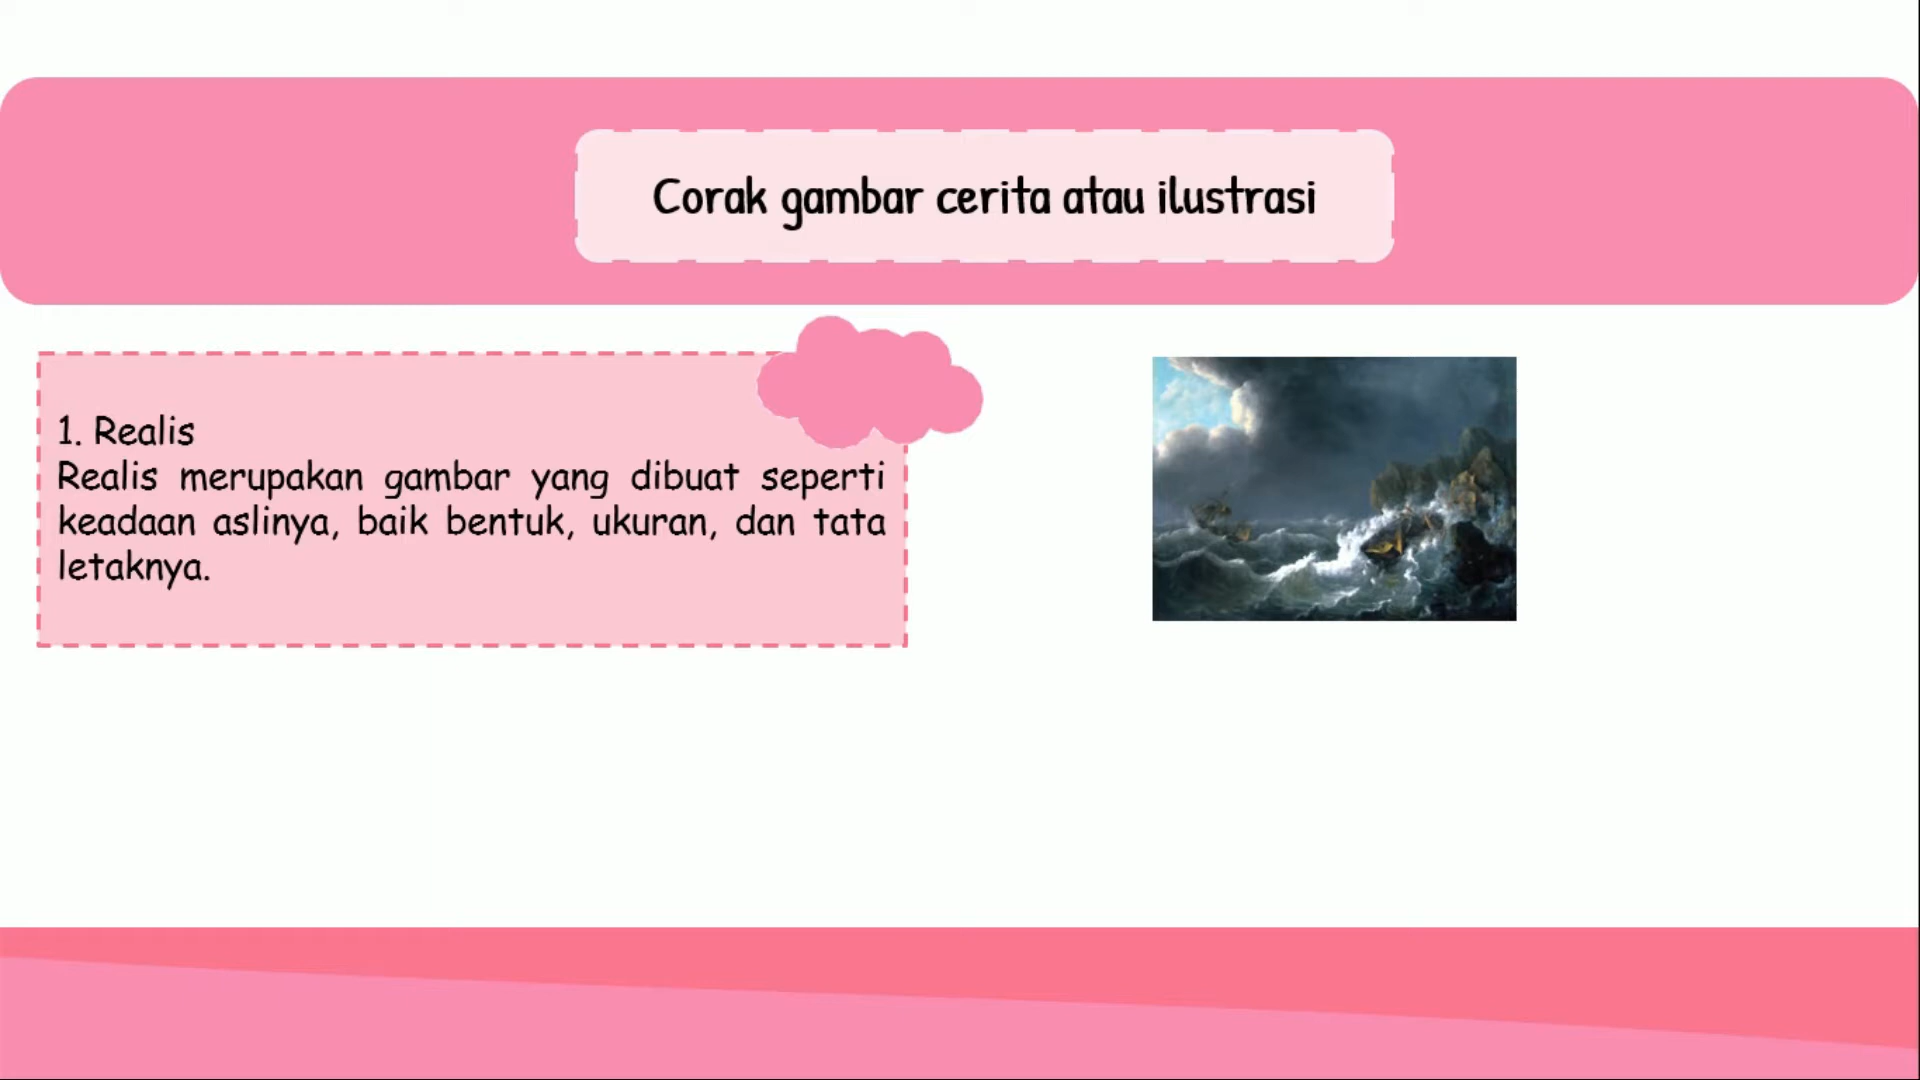 Corak gambar cerita atau ilustrasi
1. Realis
Realis merupakan gambar yang dibuat seperti
keadaan aslinya, baik bentuk, ukuran, dan tata
letaknya.